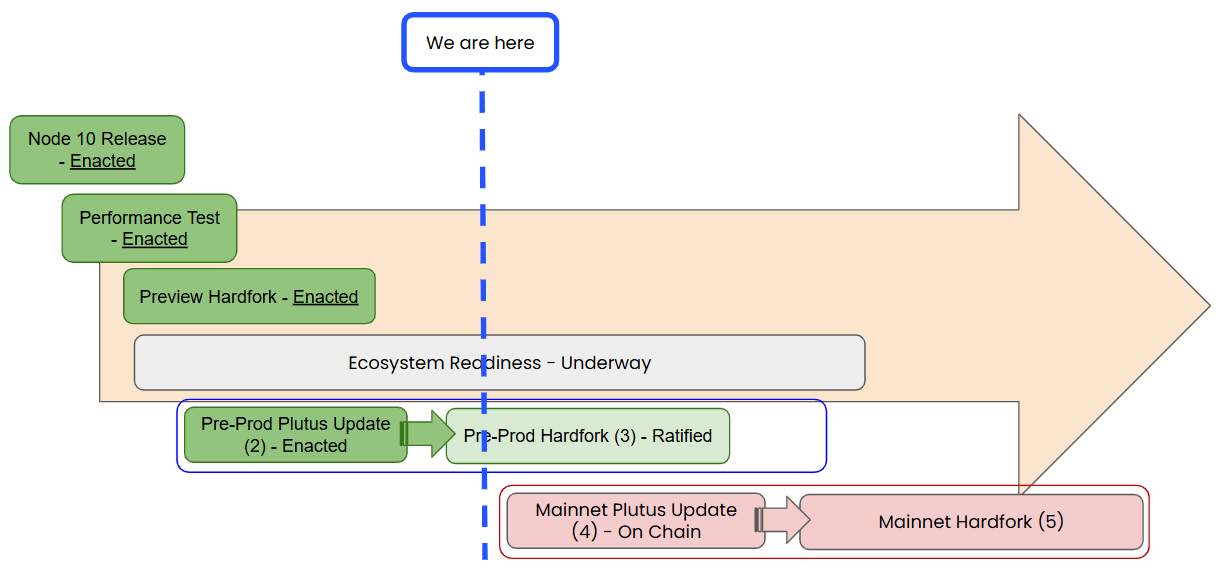 We are here
Node 10 Release
- Enacted
Performance Test
- Enacted
Preview Hardfork - Enacted
Ecosystem Readiness - Underway
Pre-Prod Plutus Update
(2) - Enacted
Pre-Prod Hardfork (3) - Ratified
Mainnet Plutus Update
(4) - On Chain
Mainnet Hardfork (5)